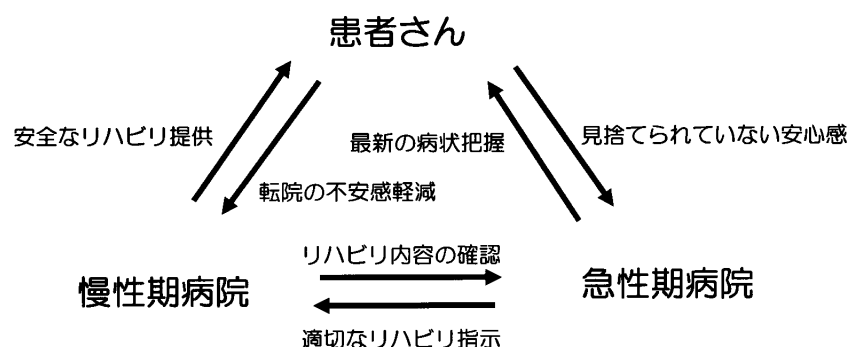 患者さん
安全なリハビリ提供
最新の病状把握
見捨てられていない安心感
転院の不安感軽減
リハビリ内容の確認
慢性期病院
急性期病院
適切なリハビリ指示